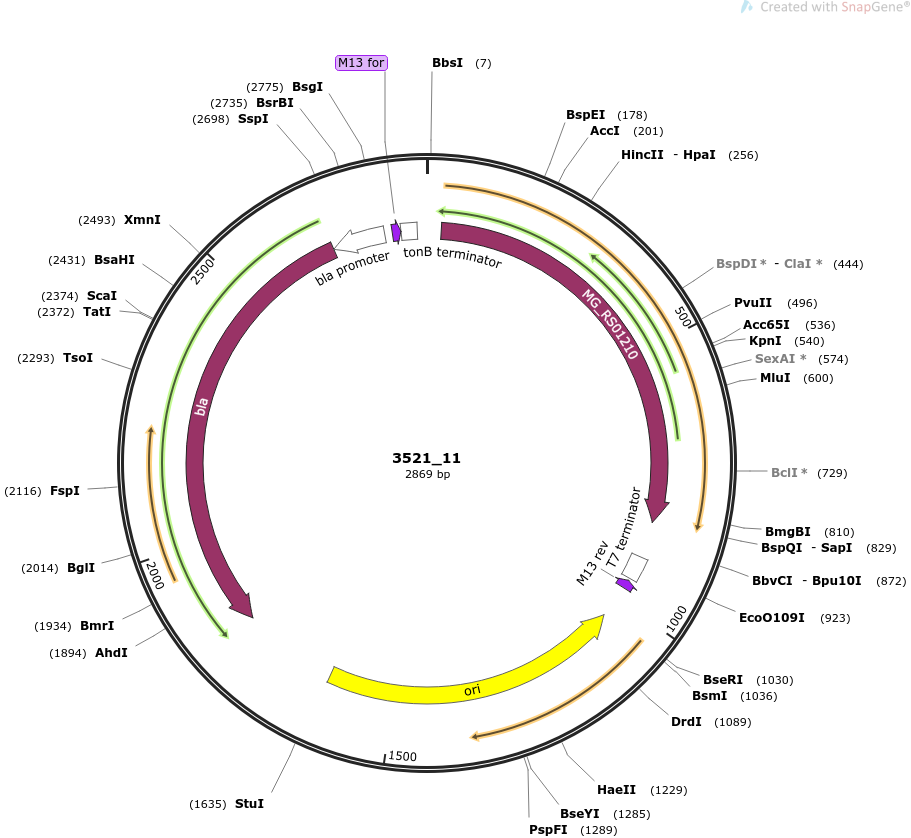 Created with SnapGene®
M13 for
BbsI (7)
(2775) BsgI
(2735) BsrBI
(2698) SspI
BspEI (178)
AccI (201)
HincII - HpaI (256)
(2493) XmnI
(2431) BsaHI
(2374) ScaI
(2372) TatI
(2293) TsoI
2500
bla promoter
tonB terminator
MG_RS01210
BspDI * - ClaI * (444)
500
PvuII (496)
Acc65I (536)
KpnI (540)
SexAI * (574)
MluI (600)
bla
3521_11
2869 bp
BclI * (729)
(2116) FspI
T7 terminator
M13 rev
BmgBI (810)
BspQI - SapI (829)
BbvCI - Bpu10I (872)
EcoO109I (923)
(2014) BglI
2000
(1934) BmrI
(1894) AhdI
1000
ori
BseRI (1030)
BsmI (1036)
DrdI (1089)
1500
(1635) StuI
HaeII (1229)
BseYI (1285)
PspFI (1289)